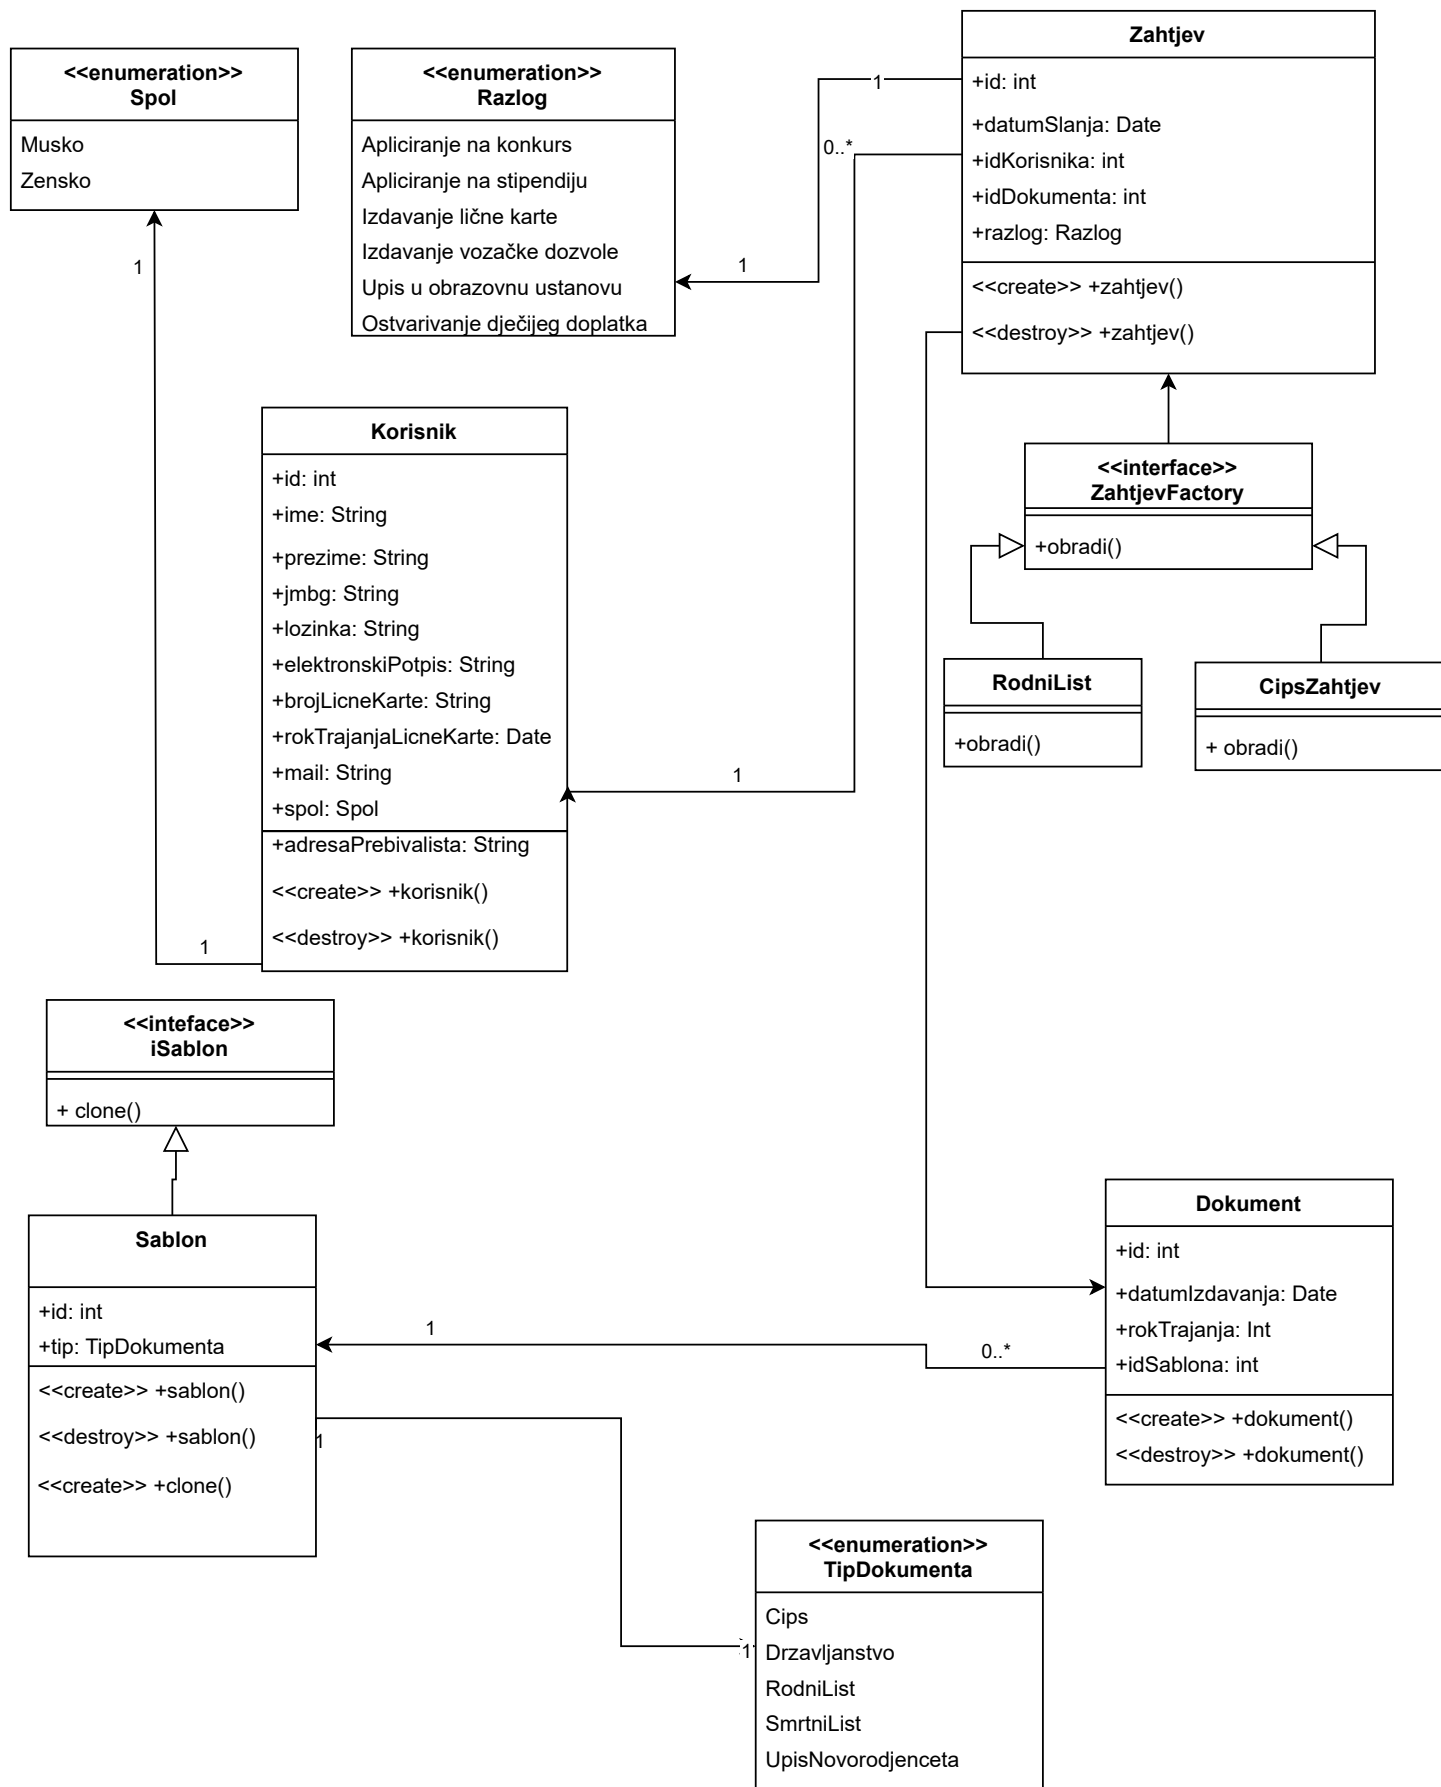 <<enumeration>>
Spol
Musko
Zensko
1
1
<<enumeration>>
Razlog
Apliciranje na konkurs
Apliciranje na stipendiju
Izdavanje lične karte
Izdavanje vozačke dozvole
Upis u obrazovnu ustanovu
Ostvarivanje dječijeg doplatka
1
1
0..*
1
Zahtjev
+id: int
+datumSlanja: Date
+idKorisnika: int
+idDokumenta: int
+razlog: Razlog
<<create>> +zahtjev()
<<destroy>> +zahtjev()
<<interface>>
ZahtjevFactory
+obradi()
RodniList
+obradi()
CipsZahtjev
+ obradi()
Korisnik
+id: int
+ime: String
+prezime: String
+jmbg: String
+lozinka: String
+elektronskiPotpis: String
+brojLicneKarte: String
+rokTrajanjaLicneKarte: Date
+mail: String
+spol: Spol
+adresaPrebivalista: String
<<create>> +korisnik()
<<destroy>> +korisnik()
<<inteface>>
iSablon
+ clone()
Sablon
+id: int
+tip: TipDokumenta
<<create>> +sablon()
<<destroy>> +sablon()
<<create>> +clone()
1
0..*
1
1
Dokument
+id: int
+datumIzdavanja: Date
+rokTrajanja: Int
+idSablona: int
<<create>> +dokument()
<<destroy>> +dokument()
<<enumeration>>
TipDokumenta
Cips
Drzavljanstvo
RodniList
SmrtniList
UpisNovorodjenceta